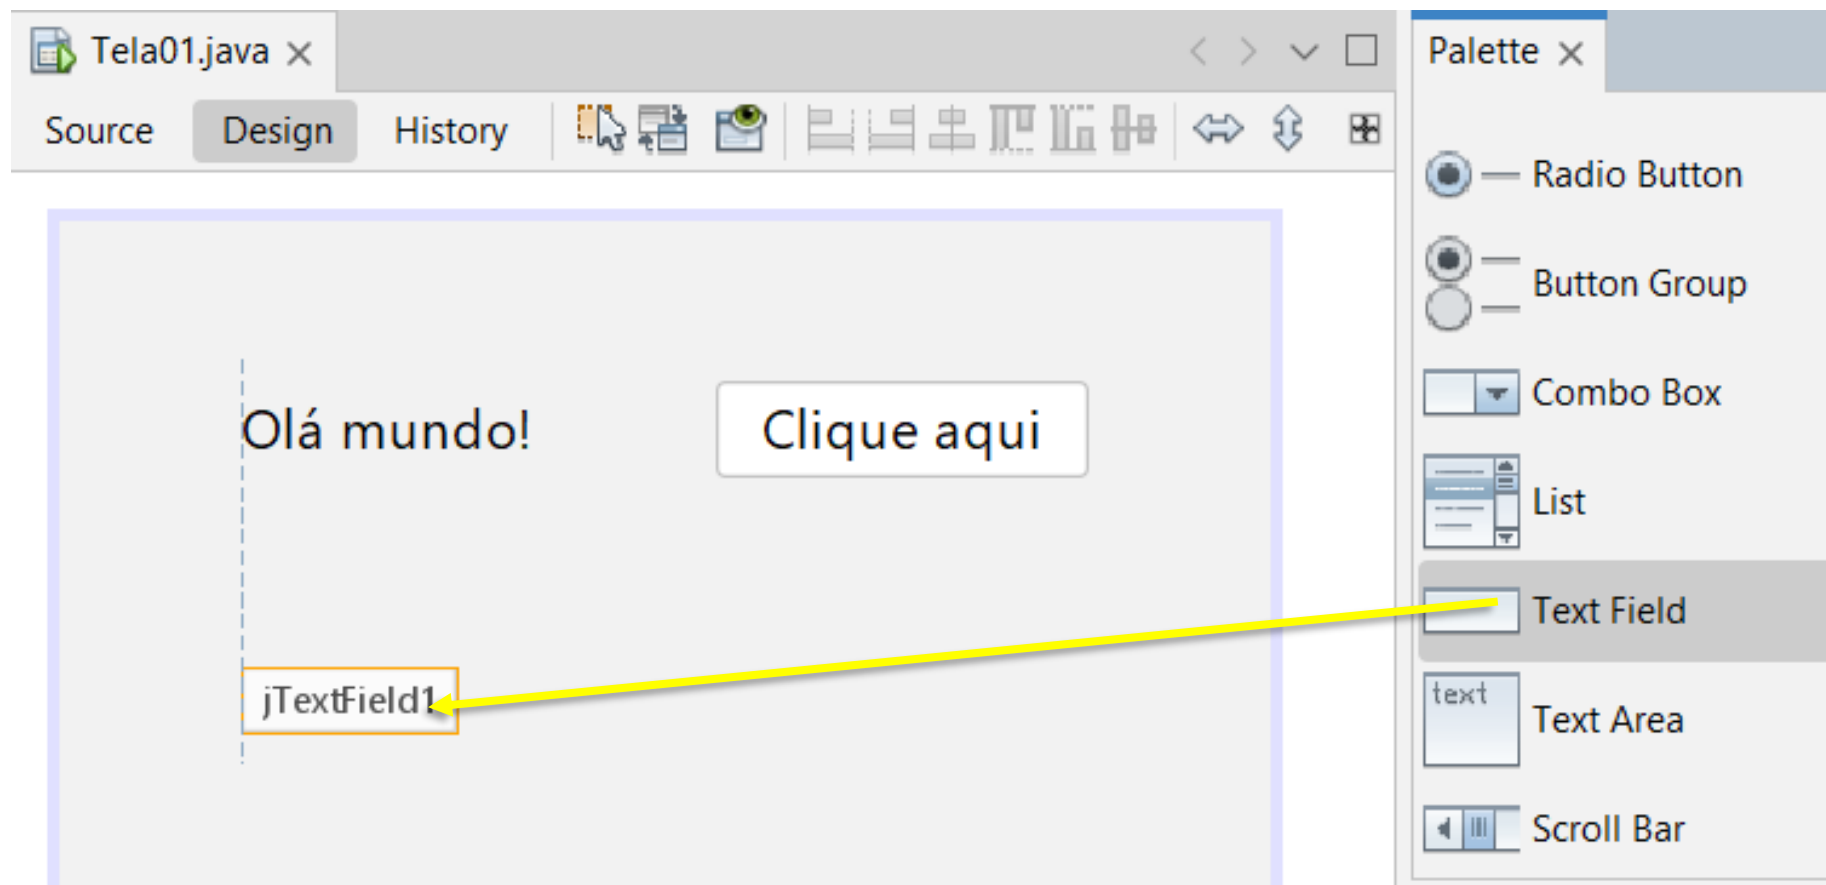 Tela01.java
Palette
Source Design History
Radio Button
Button Group
Combo Box
Olá mundo!
Clique aqui
List
Text Field
jTextField1
text
Text Area
Scroll Bar